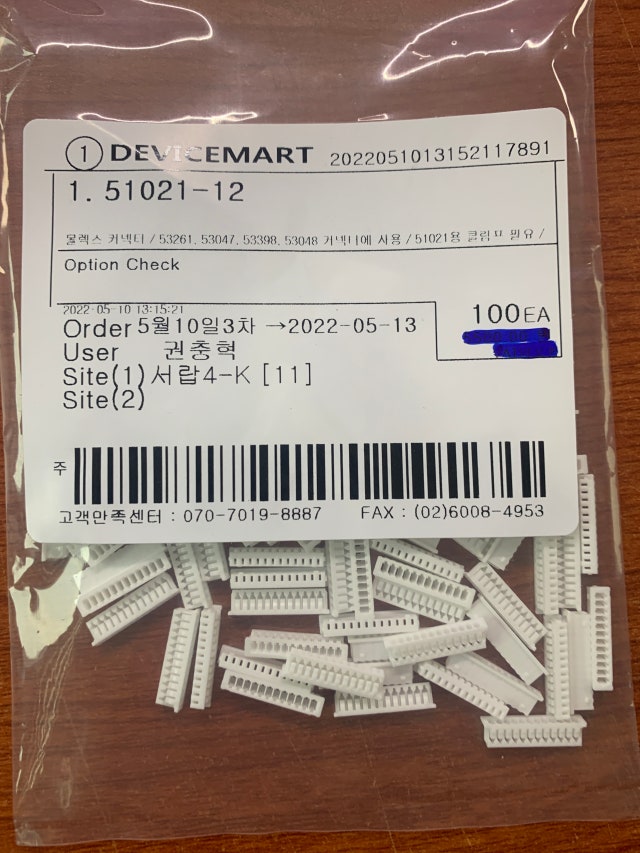 ① DEVICEMART 2022051013152117891
1. 51021-12
몰렉스 커넥터 / 53261, 53047, 53398, 53048 커넥터에 사용 / 51021용 클림프 필요 /
Option Check
2022-05-10 13:15:21
100EA
Order 5월10일3차 →2022-05-13
User 권충혁
Site(1) 서랍4-K [11]
Site(2)
주
고객만족센터 : 070-7019-8887 FAX : (02)6008-4953